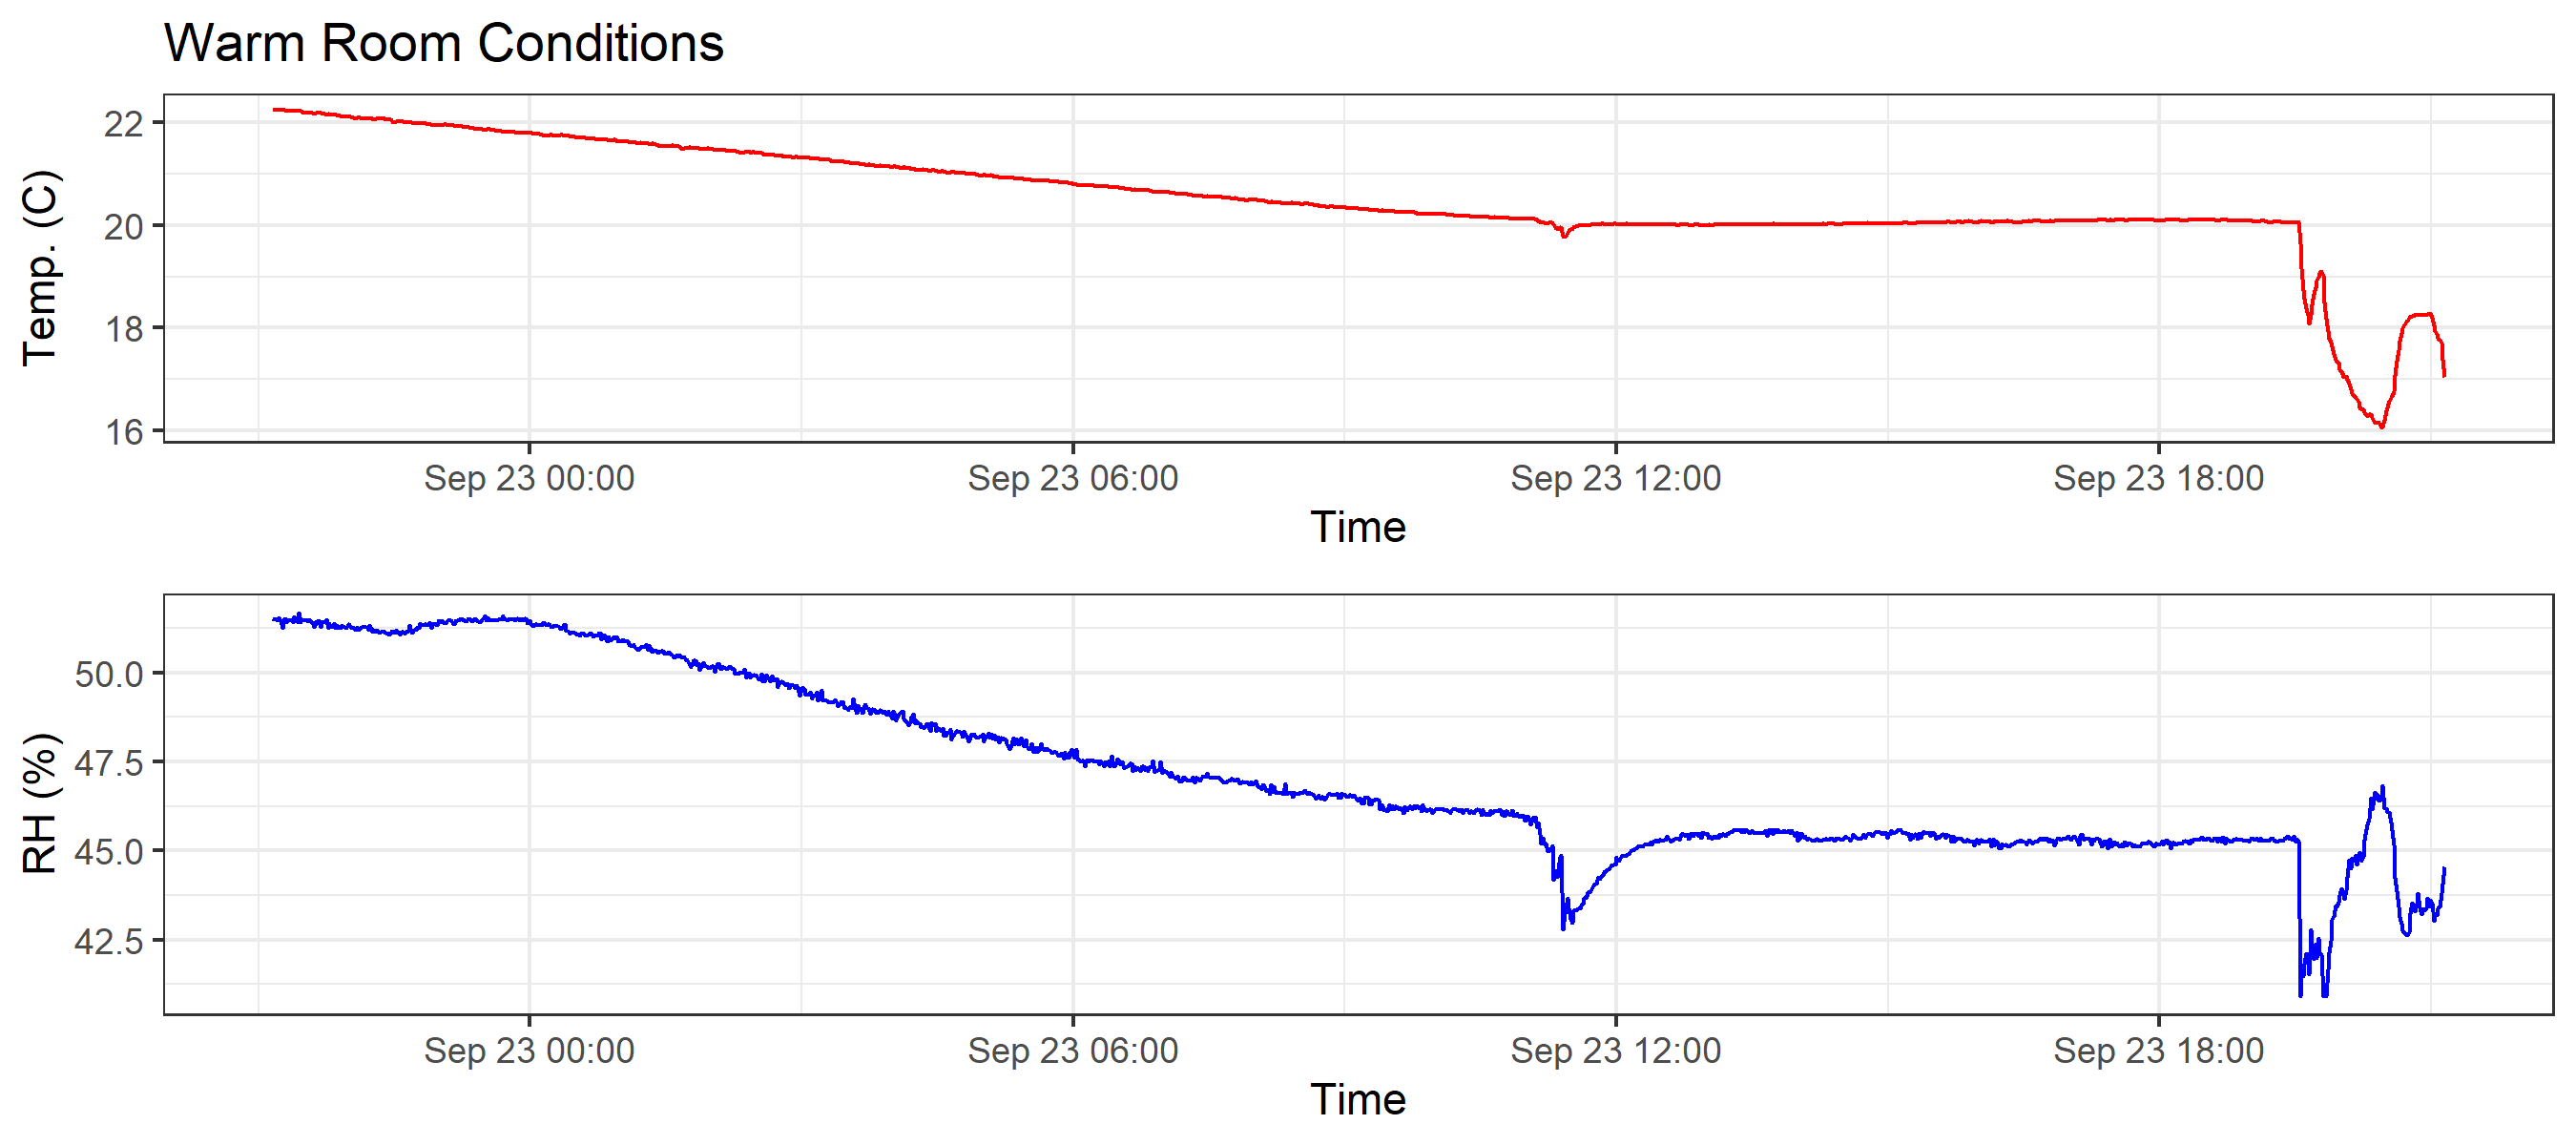 Warm Room Conditions
Temp. (C)
22
20
18
16
Sep 23 00:00 Sep 23 06:00 Sep 23 12:00 Sep 23 18:00
Time
RH (%)
50.0
47.5
45.0
42.5
Sep 23 00:00 Sep 23 06:00 Sep 23 12:00 Sep 23 18:00
Time